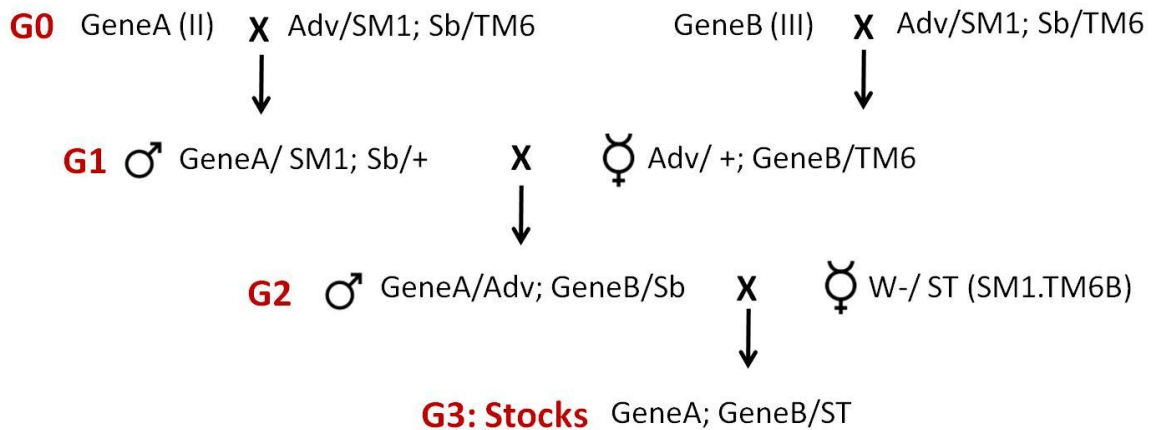 G0 GeneA (II) X Adv/SM1; Sb/TM6 GeneB (III) X Adv/SM1; Sb/TM6
G1 ♂ GeneA/ SM1; Sb/+ X ☿ Adv/ +; GeneB/TM6
G2 ♂ GeneA/Adv; GeneB/Sb X ☿ W-/ ST (SM1.TM6B)
G3: Stocks GeneA; GeneB/ST